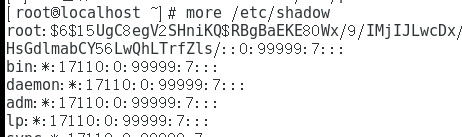 [root@localhost ~]# more /etc/shadow
root:$6$15UgC8egV2SHniKQ$RBgBaEKE80Wx/9/IMjIJLwcDx/
HsGdlmabCY56LwQhLTrfZls/::0:99999:7:::
bin:*:17110:0:99999:7:::
daemon:*:17110:0:99999:7:::
adm:*:17110:0:99999:7:::
lp:*:17110:0:99999:7:::